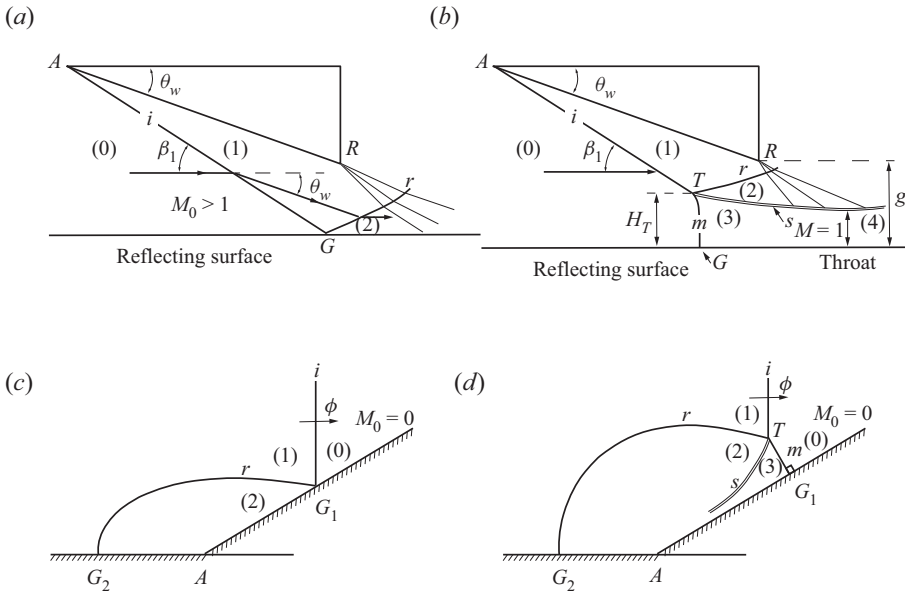 (a)
A
θw
i
(0)
β1
(1)
R
θw
r
M0 > 1
(2)
G
Reflecting surface
(b)
A
θw
i
(0)
β1
(1)
R
T
r
(2)
g
HT
m
(3)
s
M = 1
(4)
Reflecting surface
G
Throat
(c)
i
ϕ
M0 = 0
(1)
(0)
r
(2)
G1
G2
A
(d)
i
ϕ
M0 = 0
r
(1)
T
(2)
m
(0)
(3)
s
G1
G2
A